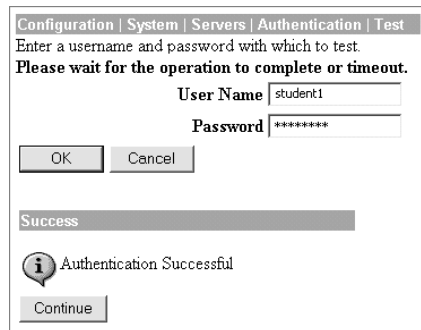 Configuration | System | Servers | Authentication | Test
Enter a username and password with which to test.
Please wait for the operation to complete or timeout.
User Name student1
Password ********
OK Cancel
Success
Authentication Successful
Continue